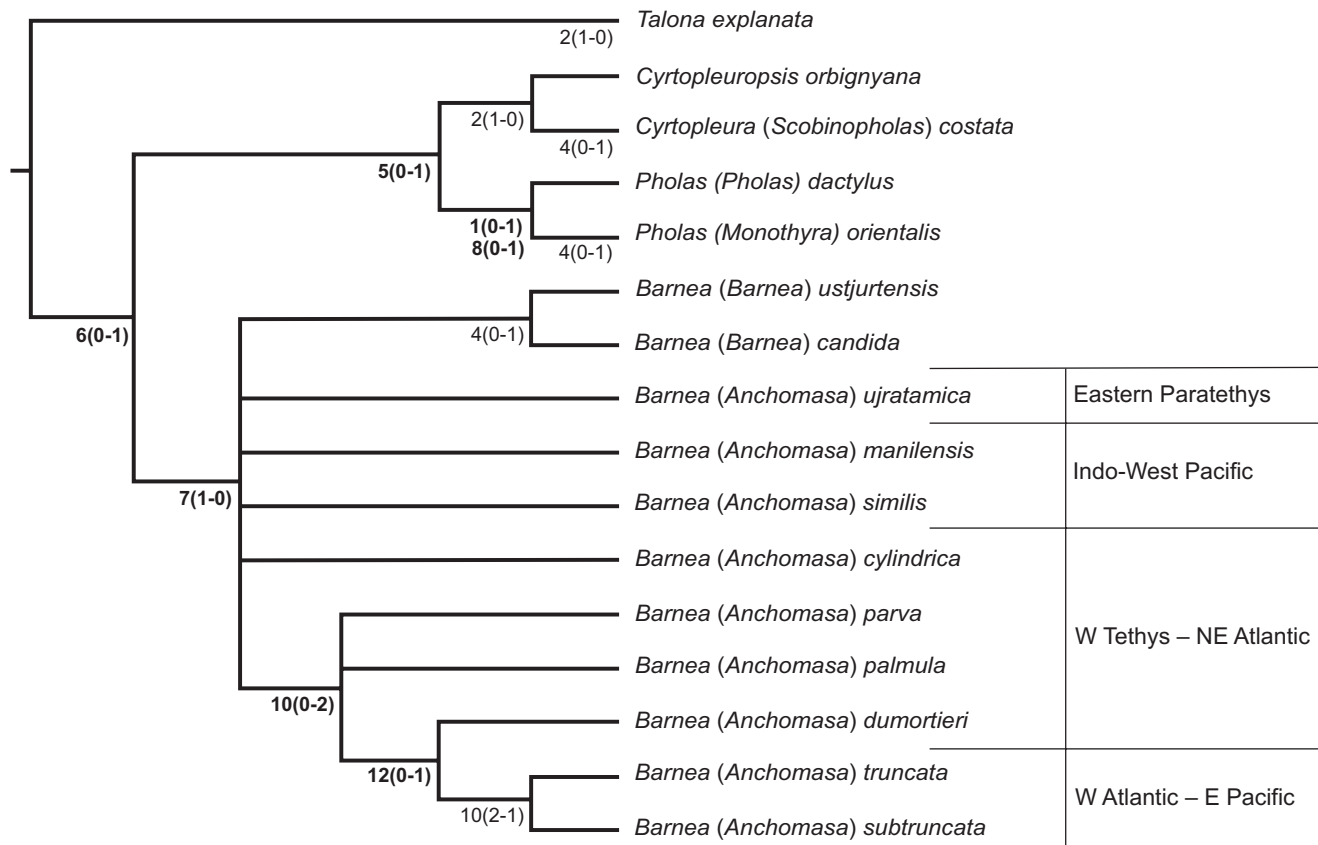 Talona explanata
2(1-0)
Cyrtopleuropsis orbignyana
2(1-0)
Cyrtopleura (Scobinopholas) costata
4(0-1)
5(0-1)
Pholas (Pholas) dactylus
1(0-1)
8(0-1)
Pholas (Monothyra) orientalis
4(0-1)
6(0-1)
Barnea (Barnea) ustjurtensis
4(0-1)
Barnea (Barnea) candida
Barnea (Anchomasa) ujratamica
Eastern Paratethys
Barnea (Anchomasa) manilensis
Indo-West Pacific
7(1-0)
Barnea (Anchomasa) similis
Barnea (Anchomasa) cylindrica
Barnea (Anchomasa) parva
W Tethys – NE Atlantic
Barnea (Anchomasa) palmula
10(0-2)
Barnea (Anchomasa) dumortieri
12(0-1)
Barnea (Anchomasa) truncata
W Atlantic – E Pacific
10(2-1)
Barnea (Anchomasa) subtruncata